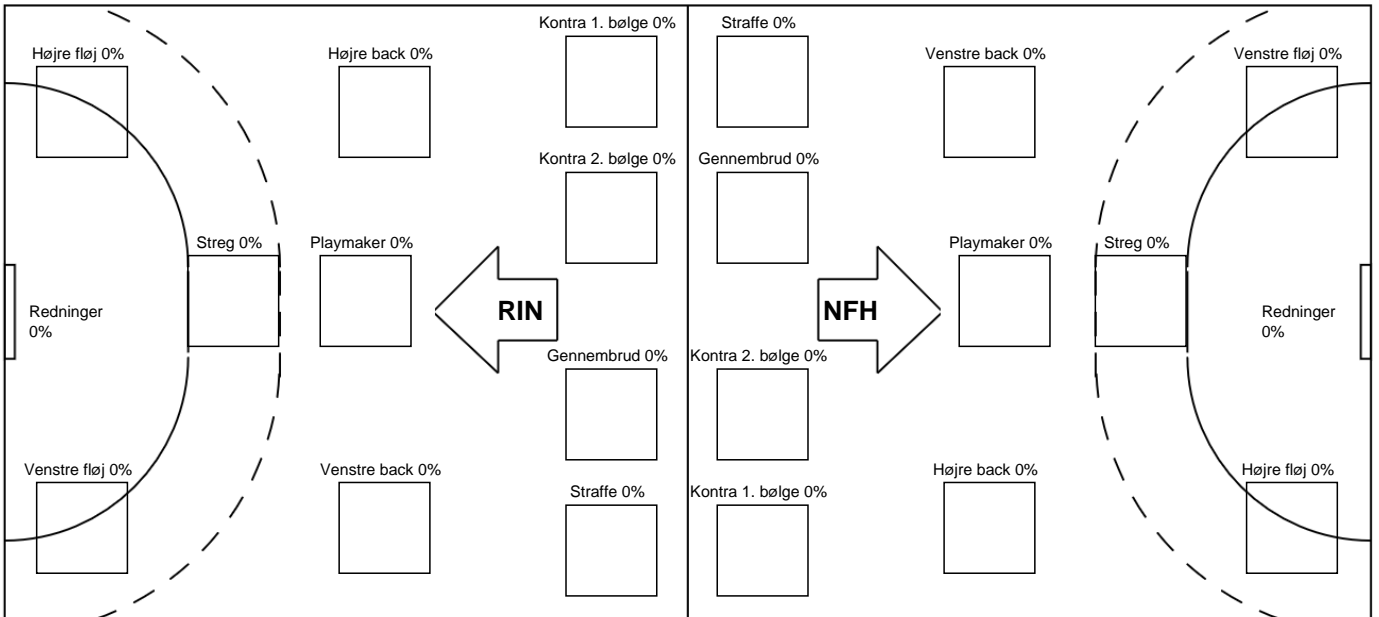 Kontra 1. bølge 0%
Straffe 0%
Højre fløj 0%
Højre back 0%
Venstre back 0%
Venstre fløj 0%
Kontra 2. bølge 0%
Gennembrud 0%
Streg 0%
Playmaker 0%
Playmaker 0%
Streg 0%
Redninger
0%
RIN
NFH
Redninger
0%
Gennembrud 0%
Kontra 2. bølge 0%
Venstre fløj 0%
Venstre back 0%
Højre back 0%
Højre fløj 0%
Straffe 0%
Kontra 1. bølge 0%